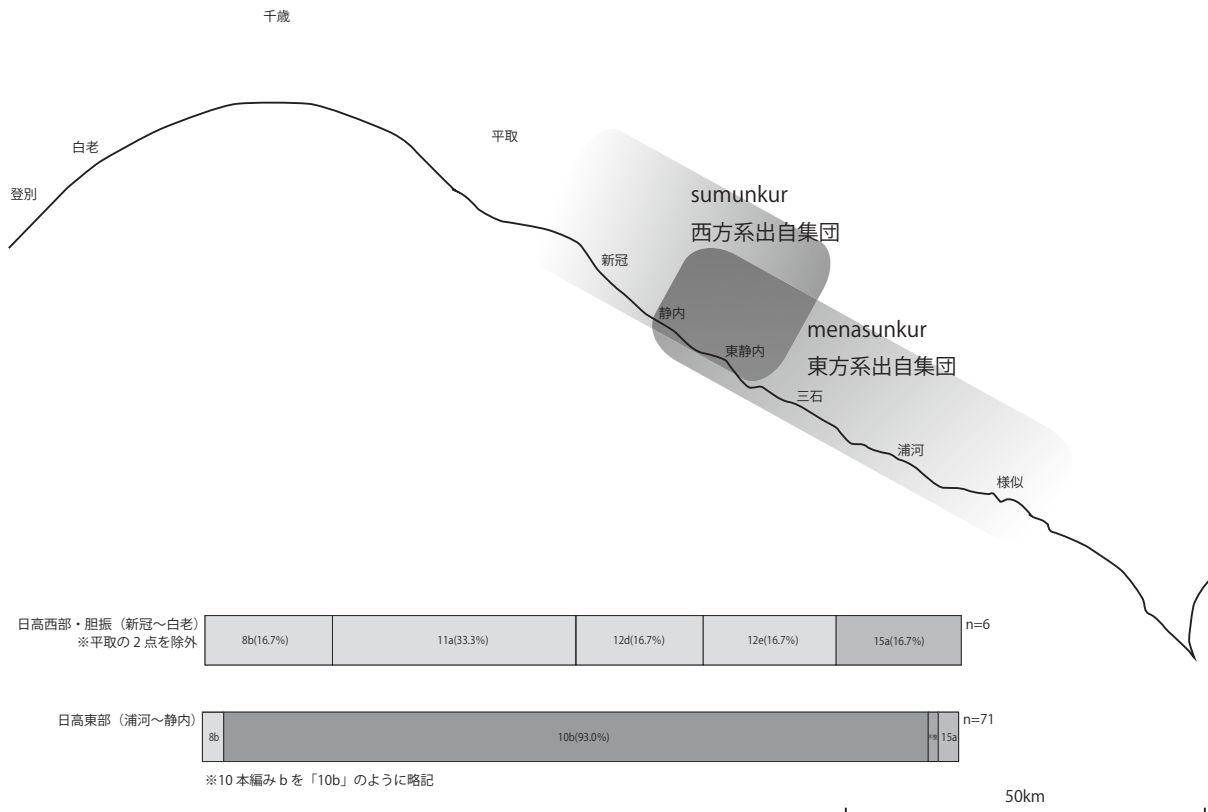 千歳
白老
登別
平取
sumunkur
西方系出自集団
新冠
静内
東静内
menasunkur
東方系出自集団
三石
浦河
様似
日高西部・胆振（新冠〜白老）
※平取の2点を除外
8b(16.7%)
11a(33.3%)
12d(16.7%)
12e(16.7%)
15a(16.7%)
n=6
日高東部（浦河〜静内）
8b
10b(93.0%)
15a
n=71
※10 本編み b を「10b」のように略記
50km